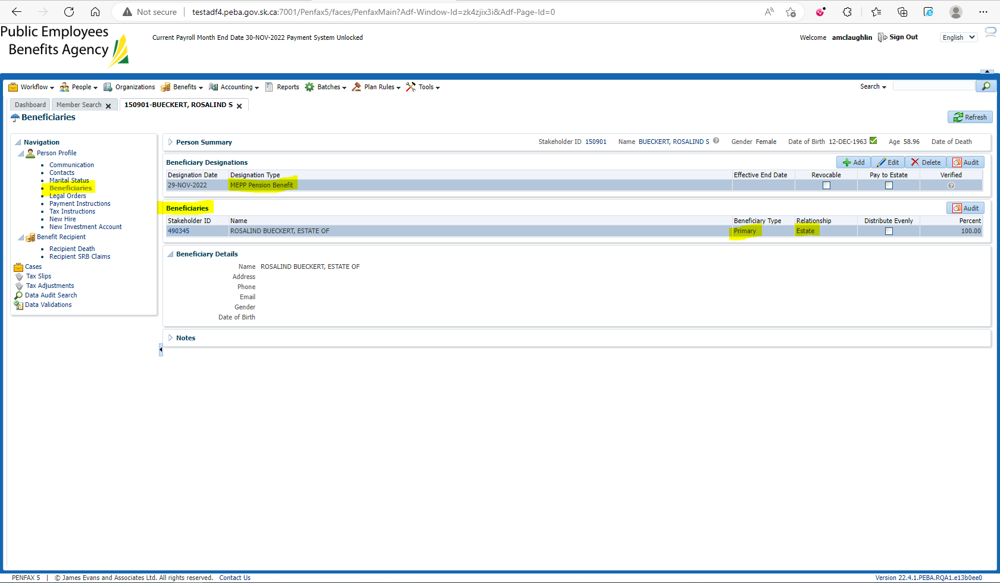 Not secure | testadf4.peba.gov.sk.ca:7001/Penfax5/faces/PenfaxMain?Adf-Window-Id=zk4zjix3i&Adf-Page-Id=0
Public Employees
Benefits Agency
Current Payroll Month End Date 30-NOV-2022 Payment System Unlocked
Welcome amclaughlin Sign Out English
Workflow People Organizations Benefits Accounting Reports Batches Plan Rules Tools Search
Dashboard Member Search 150901-BUECKERT, ROSALIND S
Beneficiaries Refresh
Navigation
Person Profile
Communication
Contacts
Marital Status
Beneficiaries
Legal Orders
Payment Instructions
Tax Instructions
New Hire
New Investment Account
Benefit Recipient
Recipient Death
Recipient SRB Claims
Cases
Tax Slips
Tax Adjustments
Data Audit Search
Data Validations
Person Summary Stakeholder ID 150901 Name BUECKERT, ROSALIND S Gender Female Date of Birth 12-DEC-1963 Age 58.96 Date of Death
Beneficiary Designations Add Edit Delete Audit
Designation Date Designation Type Effective End Date Revocable Pay to Estate Verified
29-NOV-2022 MEPP Pension Benefit
Beneficiaries Audit
Stakeholder ID Name Beneficiary Type Relationship Distribute Evenly Percent
490345 ROSALIND BUECKERT, ESTATE OF Primary Estate 100.00
Beneficiary Details
Name ROSALIND BUECKERT, ESTATE OF
Address
Phone
Email
Gender
Date of Birth
Notes
PENFAX 5 | © James Evans and Associates Ltd. All rights reserved. Contact Us Version 22.4.1.PEBA.RQA1.e13b0ee0